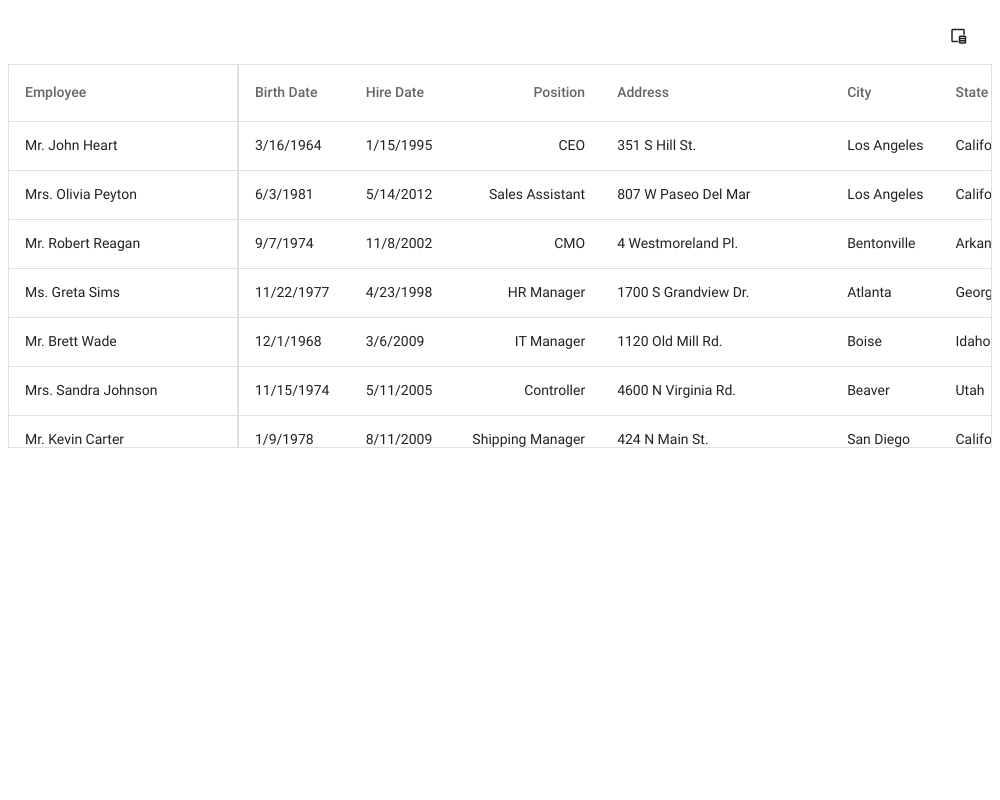 Employee Birth Date Hire Date Position Address City State
Mr. John Heart 3/16/1964 1/15/1995 CEO 351 S Hill St. Los Angeles Califo
Mrs. Olivia Peyton 6/3/1981 5/14/2012 Sales Assistant 807 W Paseo Del Mar Los Angeles Califo
Mr. Robert Reagan 9/7/1974 11/8/2002 CMO 4 Westmoreland Pl. Bentonville Arkan
Ms. Greta Sims 11/22/1977 4/23/1998 HR Manager 1700 S Grandview Dr. Atlanta Georg
Mr. Brett Wade 12/1/1968 3/6/2009 IT Manager 1120 Old Mill Rd. Boise Idaho
Mrs. Sandra Johnson 11/15/1974 5/11/2005 Controller 4600 N Virginia Rd. Beaver Utah
Mr. Kevin Carter 1/9/1978 8/11/2009 Shipping Manager 424 N Main St. San Diego Califo